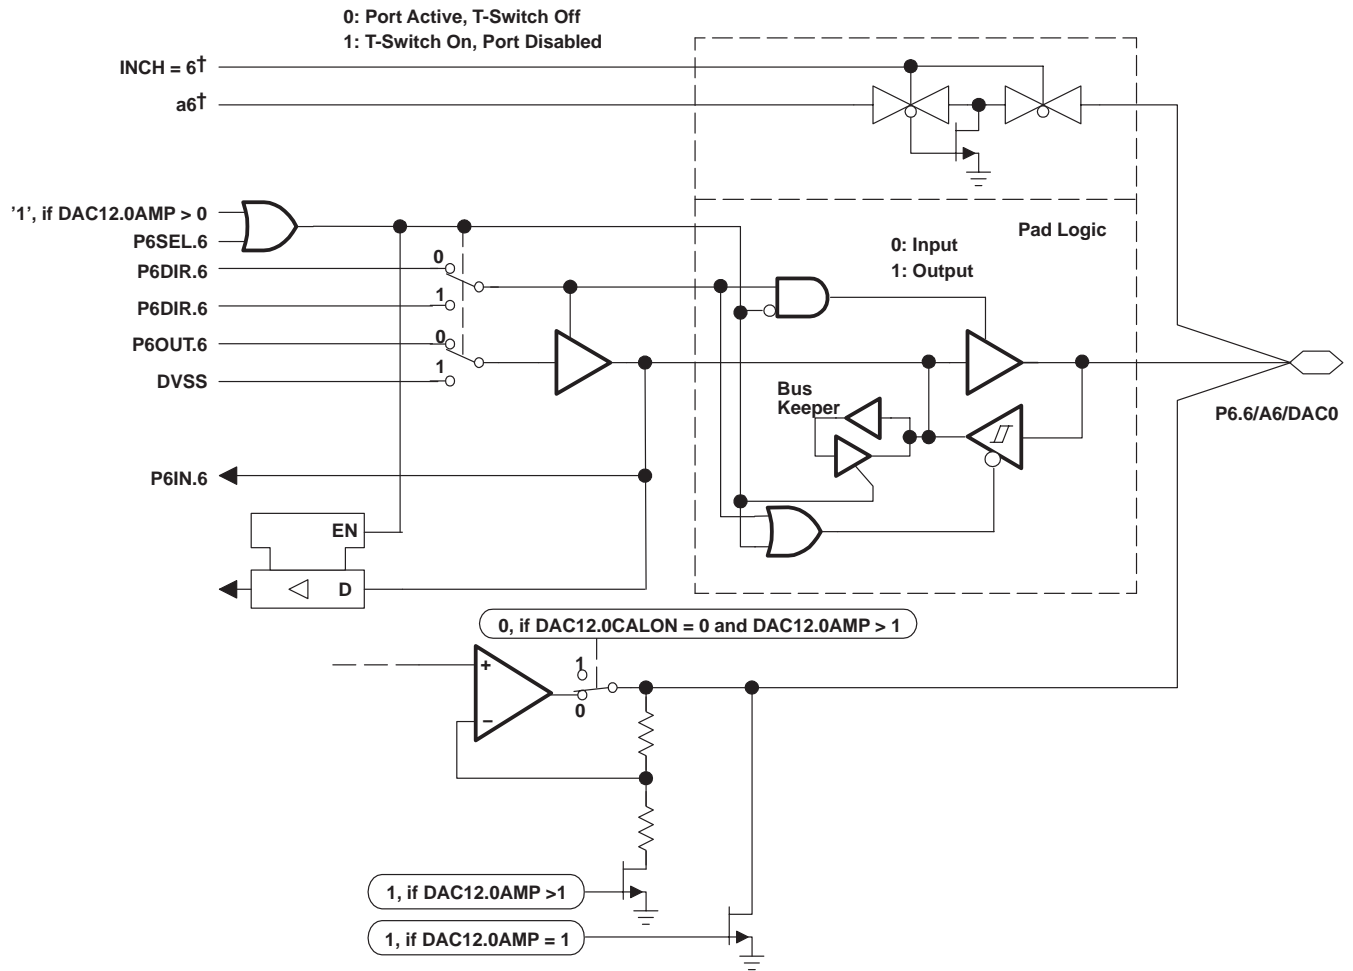 0: Port Active, T-Switch Off
1: T-Switch On, Port Disabled
INCH = 6†
a6†
’1’, if DAC12.0AMP > 0
P6SEL.6
P6DIR.6
0
P6DIR.6
1
P6OUT.6
0
DVSS
1
Pad Logic
0: Input
1: Output
Bus
Keeper
P6.6/A6/DAC0
P6IN.6
EN
D
0, if DAC12.0CALON = 0 and DAC12.0AMP > 1
+
−
1
0
1, if DAC12.0AMP >1
1, if DAC12.0AMP = 1